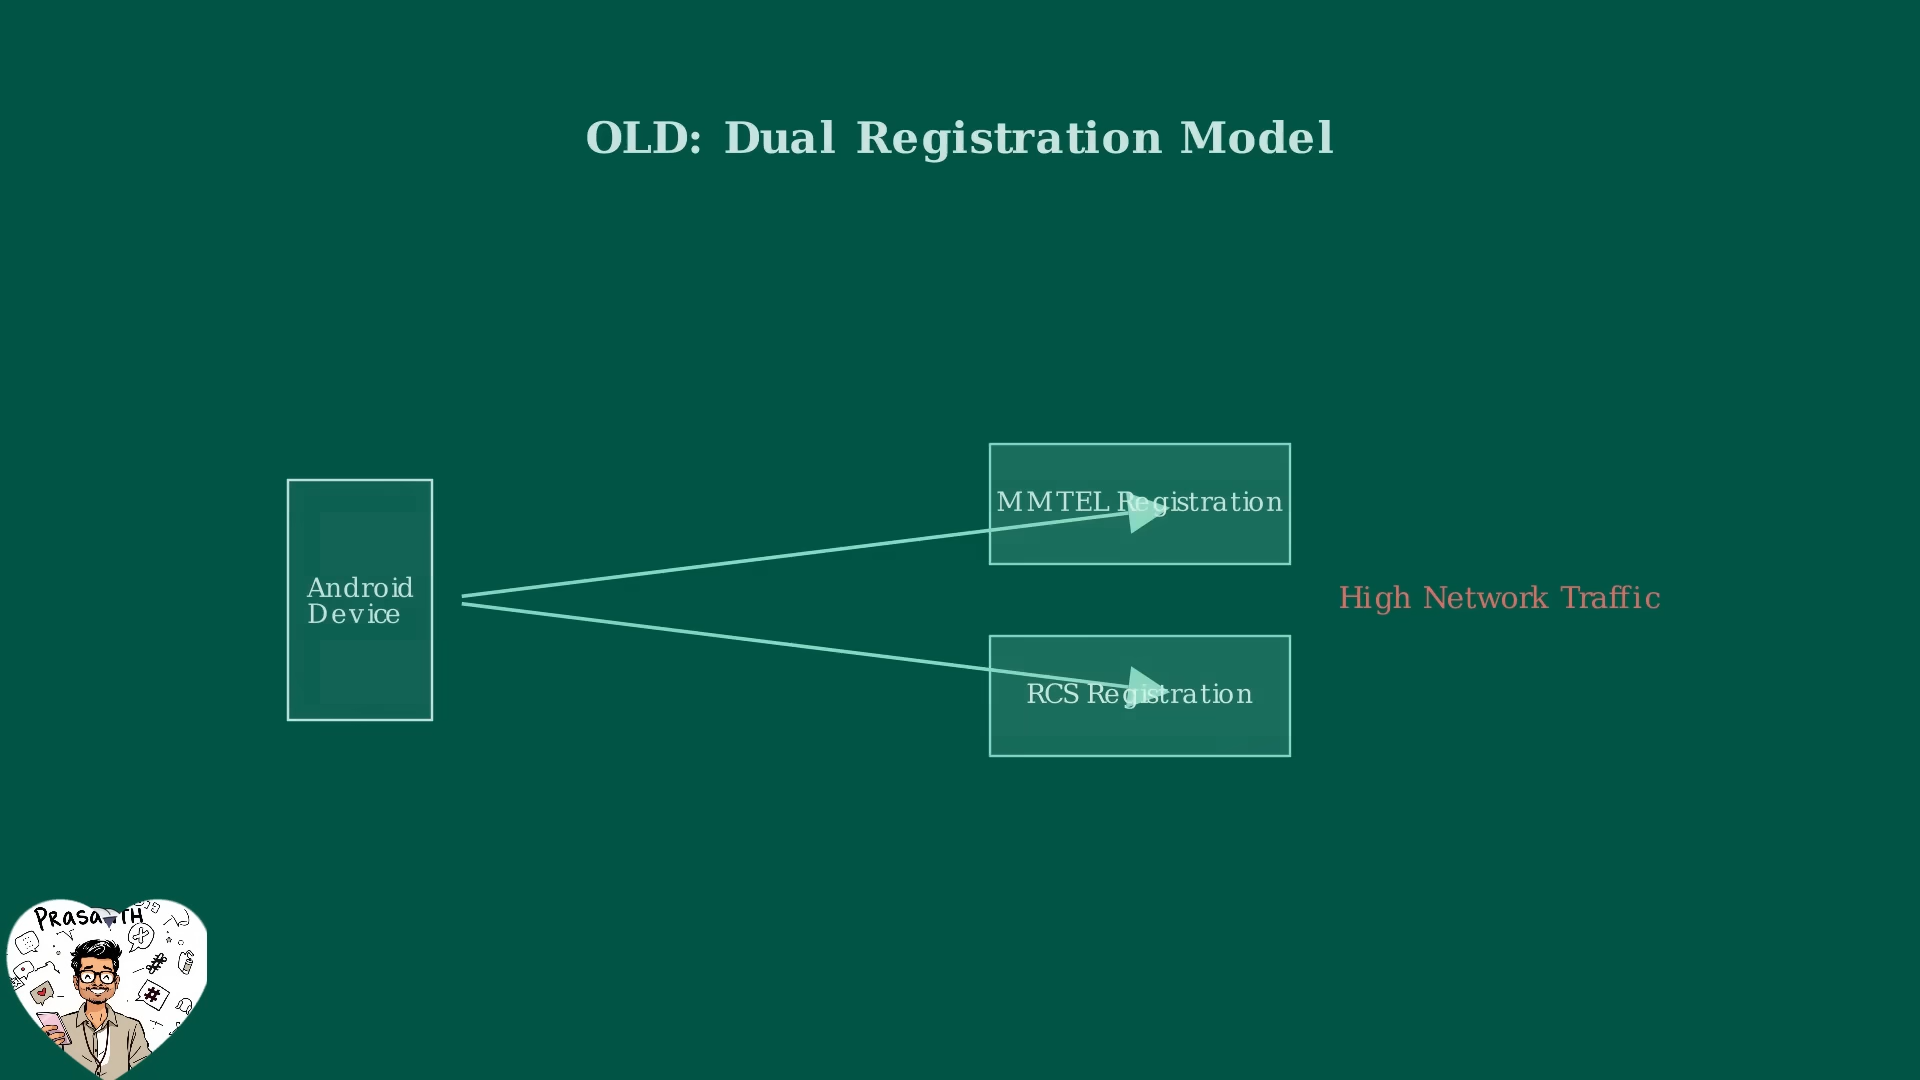 OLD: Dual Registration Model
Android
Device
MMTEL Registration
High Network Traffic
RCS Registration